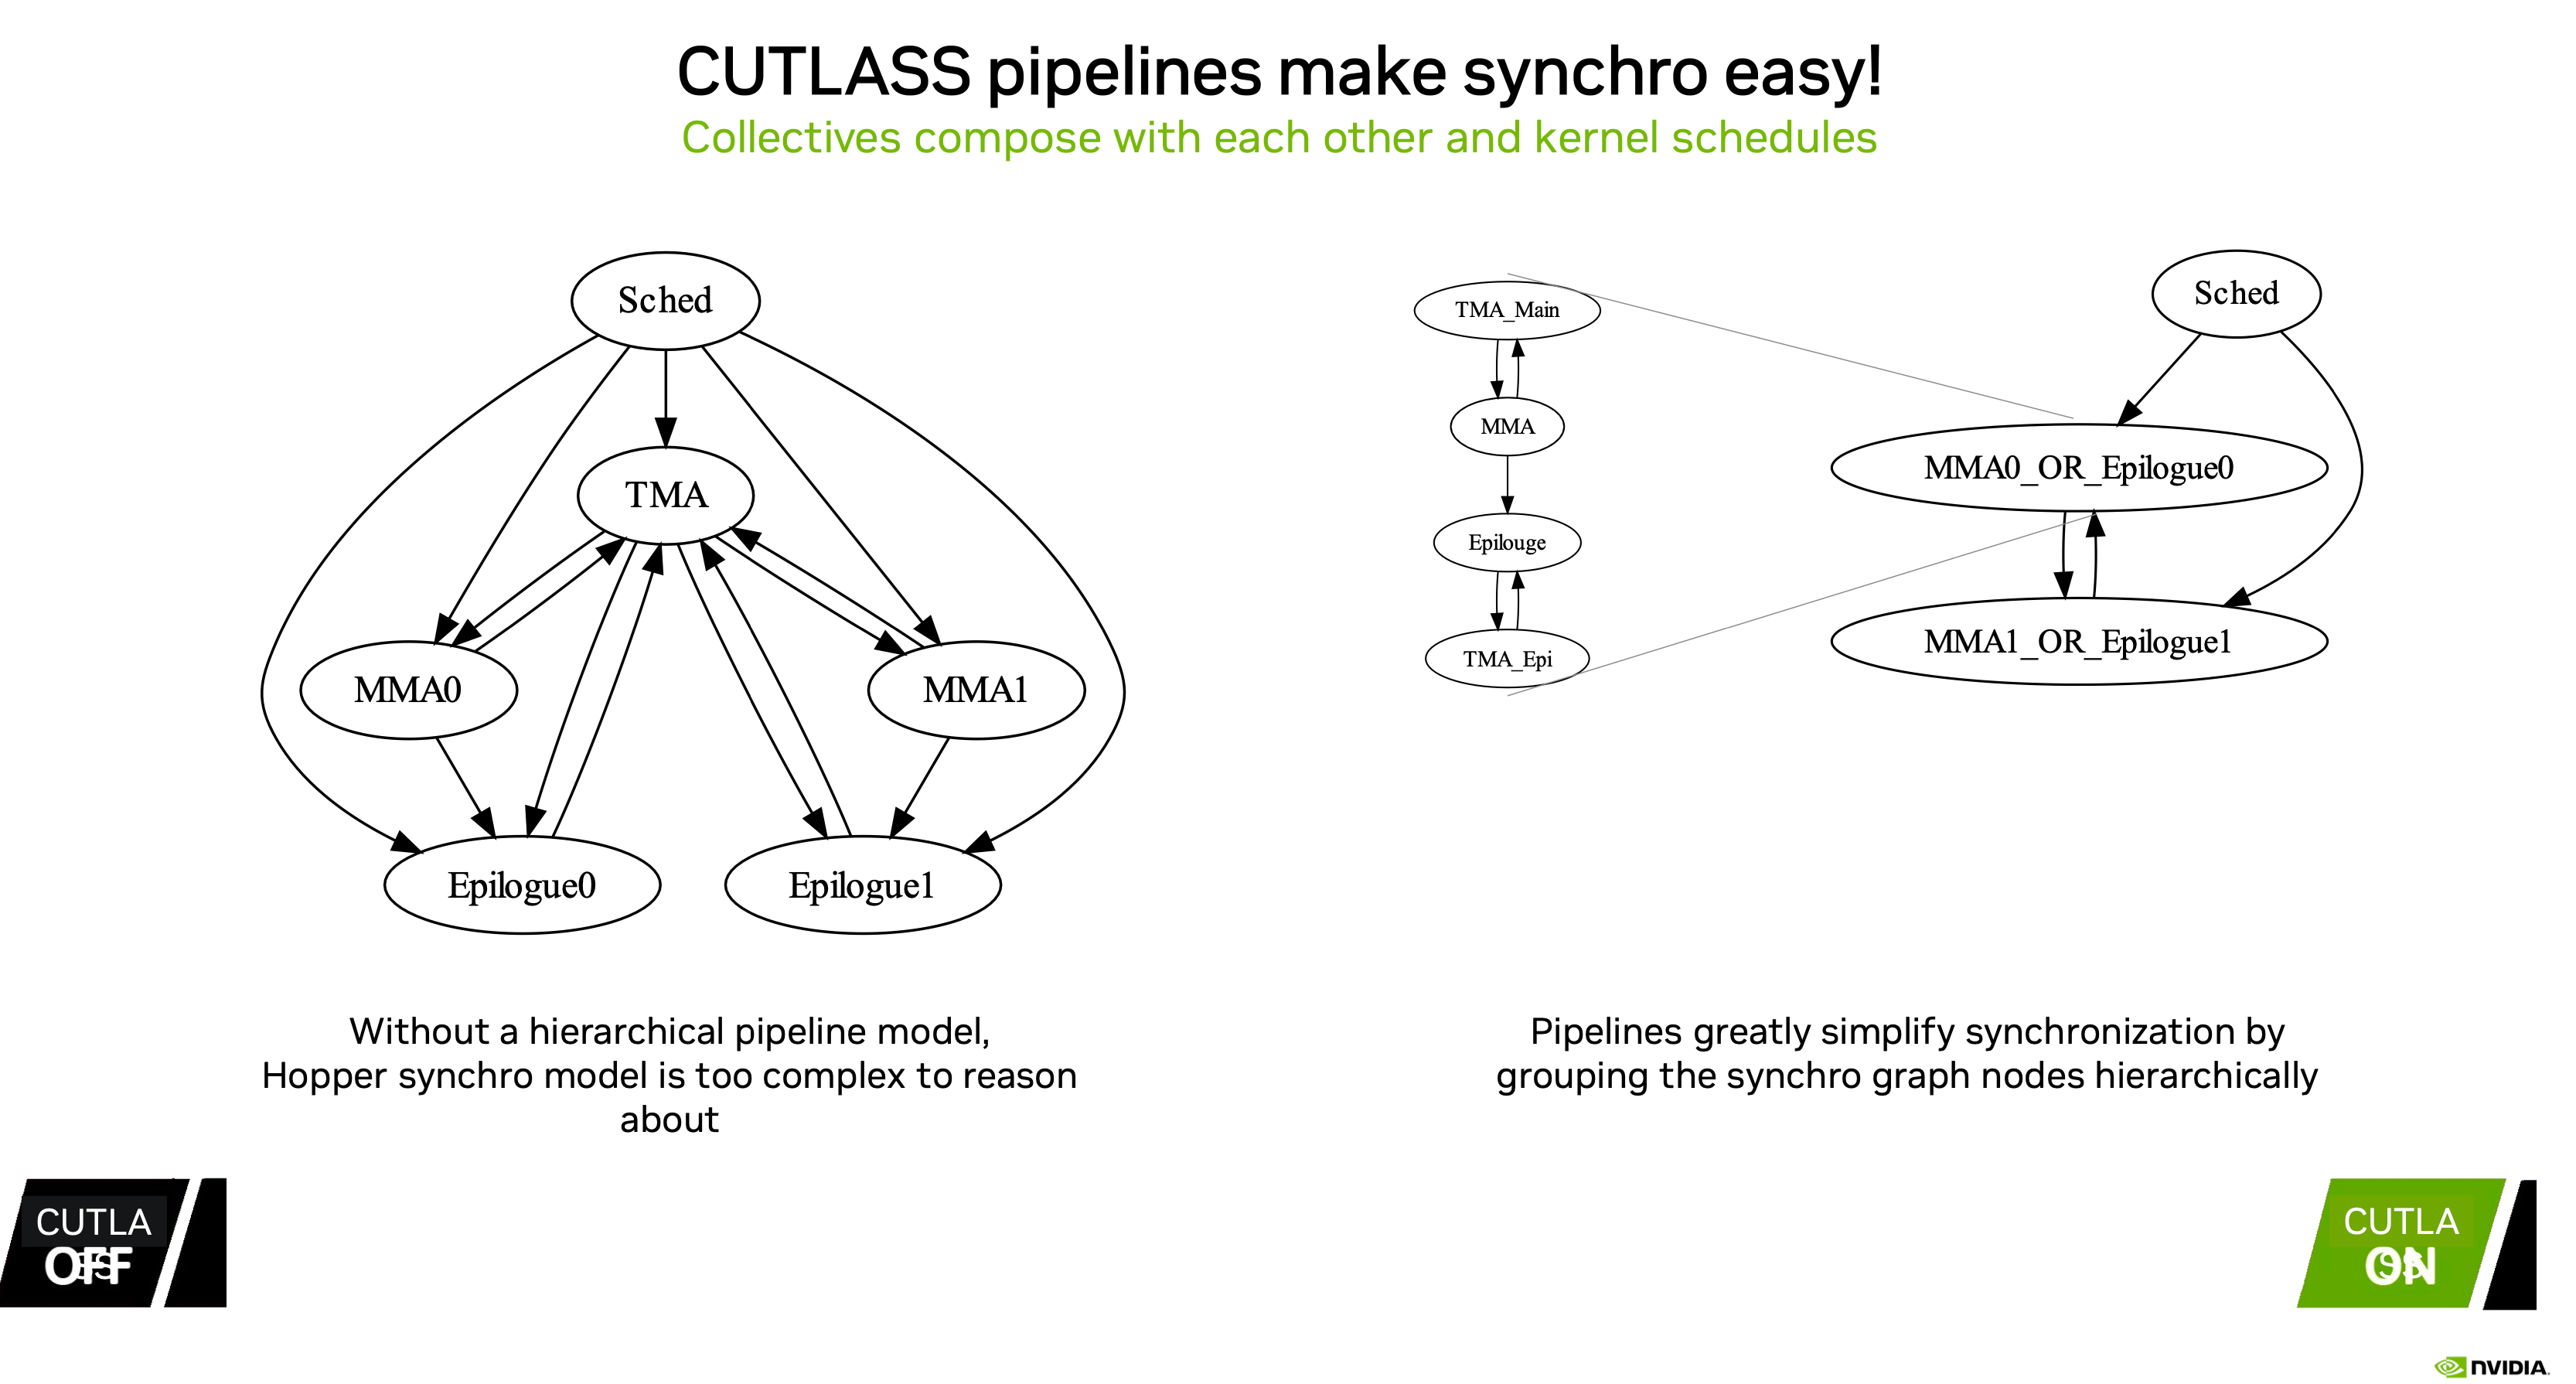 CUTLASS pipelines make synchro easy!
Collectives compose with each other and kernel schedules
Sched
TMA
MMA0
MMA1
Epilogue0
Epilogue1
TMA_Main
MMA
Epilouge
TMA_Epi
Sched
MMA0_OR_Epilogue0
MMA1_OR_Epilogue1
Without a hierarchical pipeline model,
Hopper synchro model is too complex to reason
about
Pipelines greatly simplify synchronization by
grouping the synchro graph nodes hierarchically
CUTLA
SS
OFF
CUTLA
SS
ON
NVIDIA.